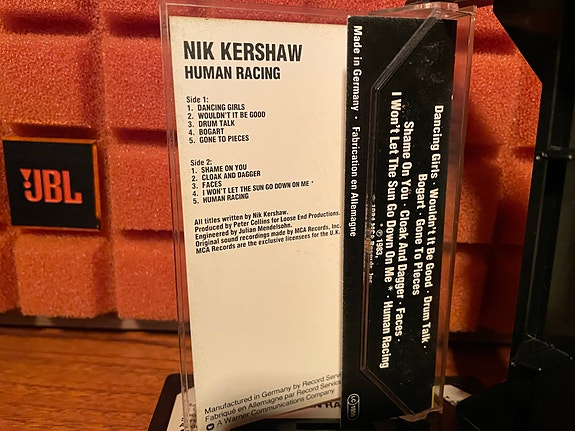 NIK KERSHAW
HUMAN RACING
Side 1:
1. DANCING GIRLS
2. WOULDN'T IT BE GOOD
3. DRUM TALK
4. BOGART
5. GONE TO PIECES
Side 2:
1. SHAME ON YOU
2. CLOAK AND DAGGER
3. FACES
4. I WON'T LET THE SUN GO DOWN ON ME *
5. HUMAN RACING
All titles written by Nik Kershaw.
Produced by Peter Collins for Loose End Productions.
Engineered by Julian Mendelsohn.
Original sound recordings made by MCA Records, Inc.
MCA Records are the exclusive licensees for the U.K.
Manufactured in Germany by Record Servi
Fabriqué en Allemagne par Record Service
A Warner Communications Company
Made in Germany · Fabrication en Allemagne
Dancing Girls · Wouldn't It Be Good · Drum Talk ·
Bogart · Gone To Pieces
Shame On You · Cloak And Dagger · Faces ·
I Won't Let The Sun Go Down On Me * · Human Racing
* ℗ 1983,
MCA Records, Inc.
JBL